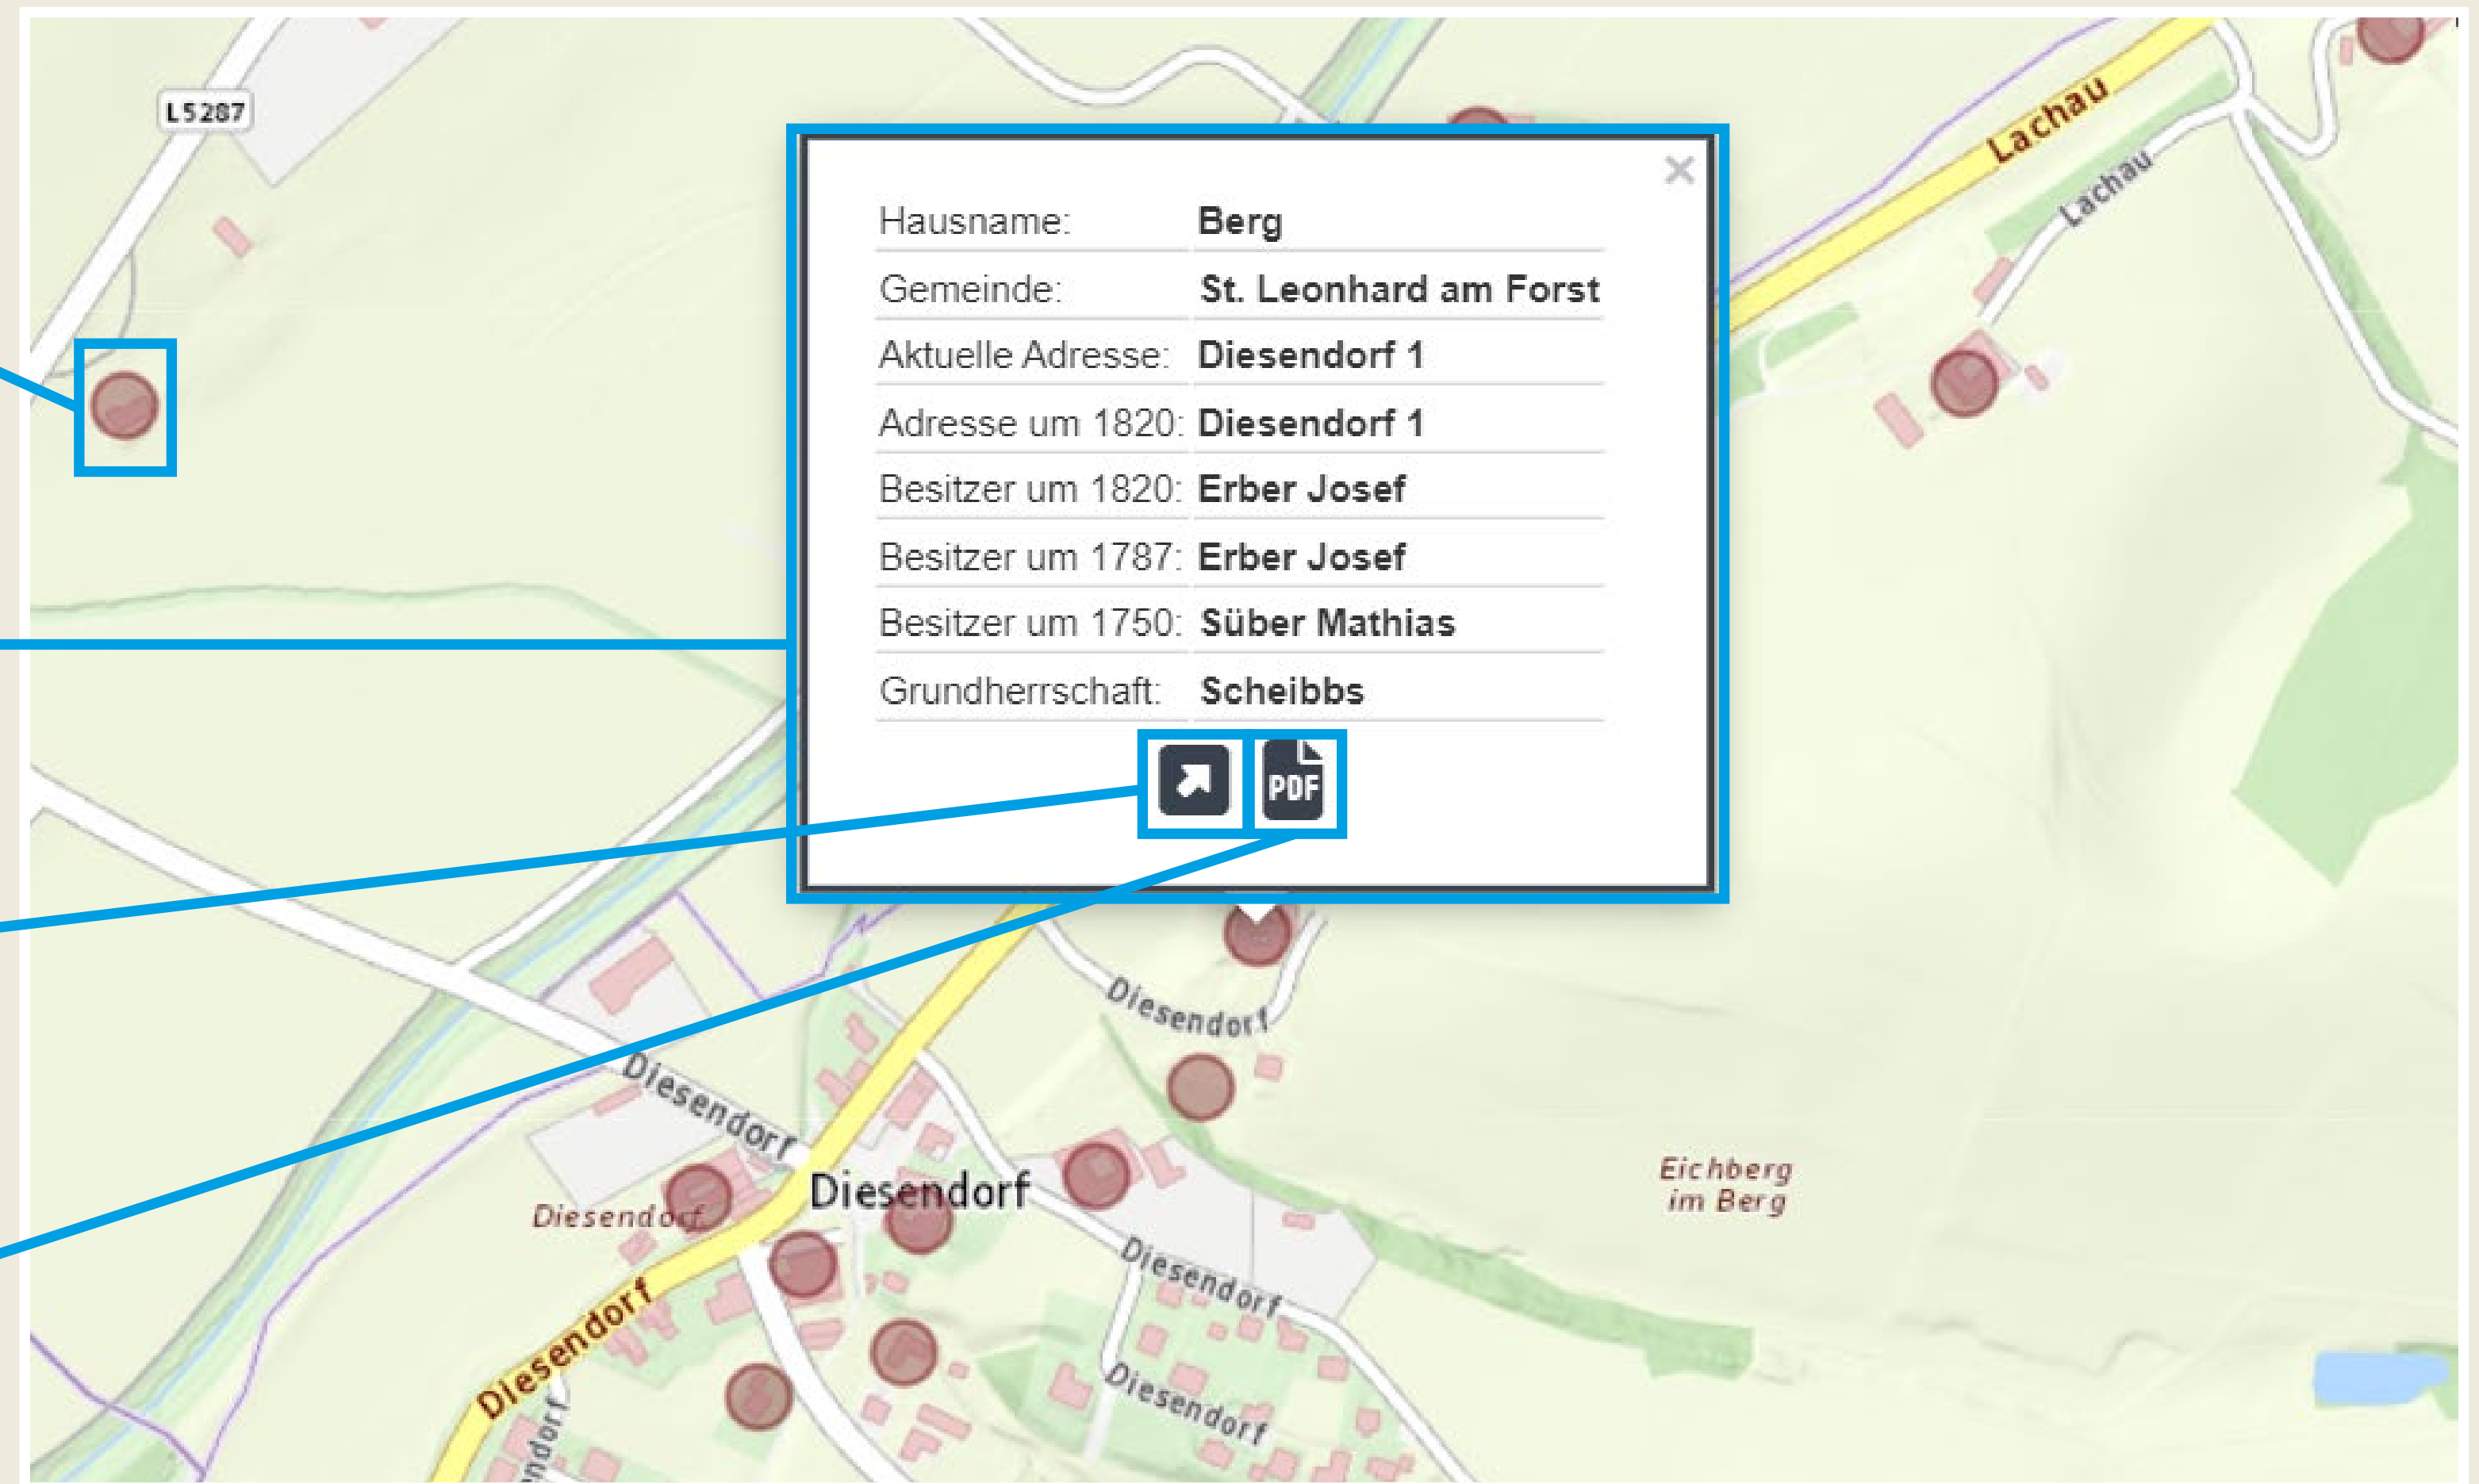 L5287
Lachau
Lachau
×
Hausname: Berg
Gemeinde: St. Leonhard am Forst
Aktuelle Adresse: Diesendorf 1
Adresse um 1820: Diesendorf 1
Besitzer um 1820: Erber Josef
Besitzer um 1787: Erber Josef
Besitzer um 1750: Süber Mathias
Grundherrschaft: Scheibbs
PDF
Diesendorf
Diesendorf
Diesendorf
Diesendorf
Eichberg
im Berg
Diesendorf
Diesendorf
Diesendorf
ndorf